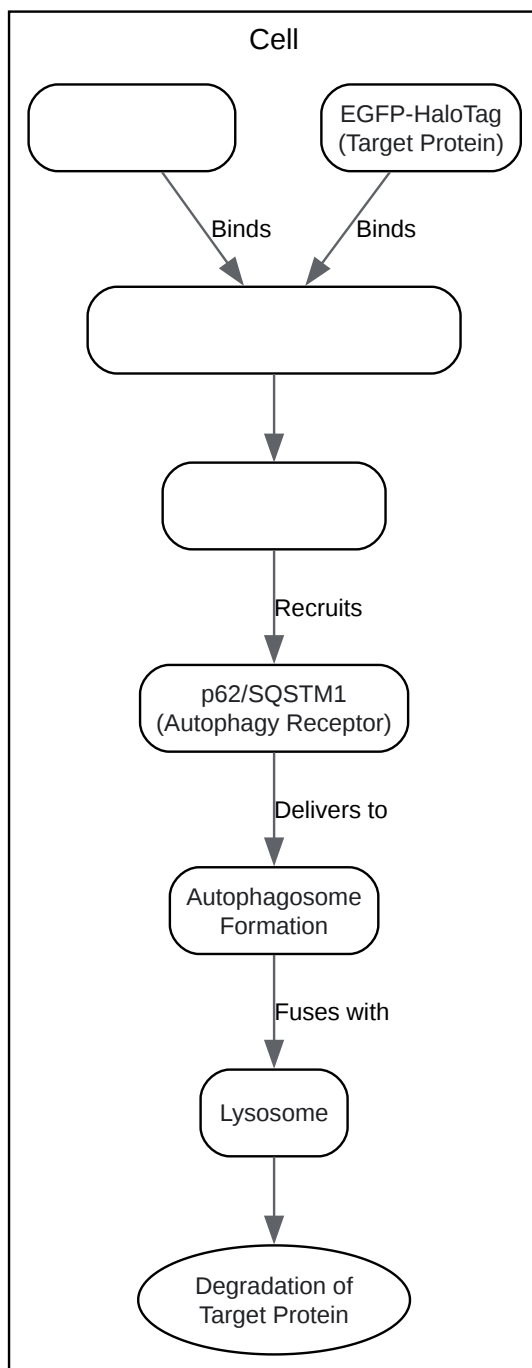 Cell
EGFP-HaloTag
(Target Protein)
Binds
Binds
Recruits
p62/SQSTM1
(Autophagy Receptor)
Delivers to
Autophagosome
Formation
Fuses with
Lysosome
Degradation of
Target Protein